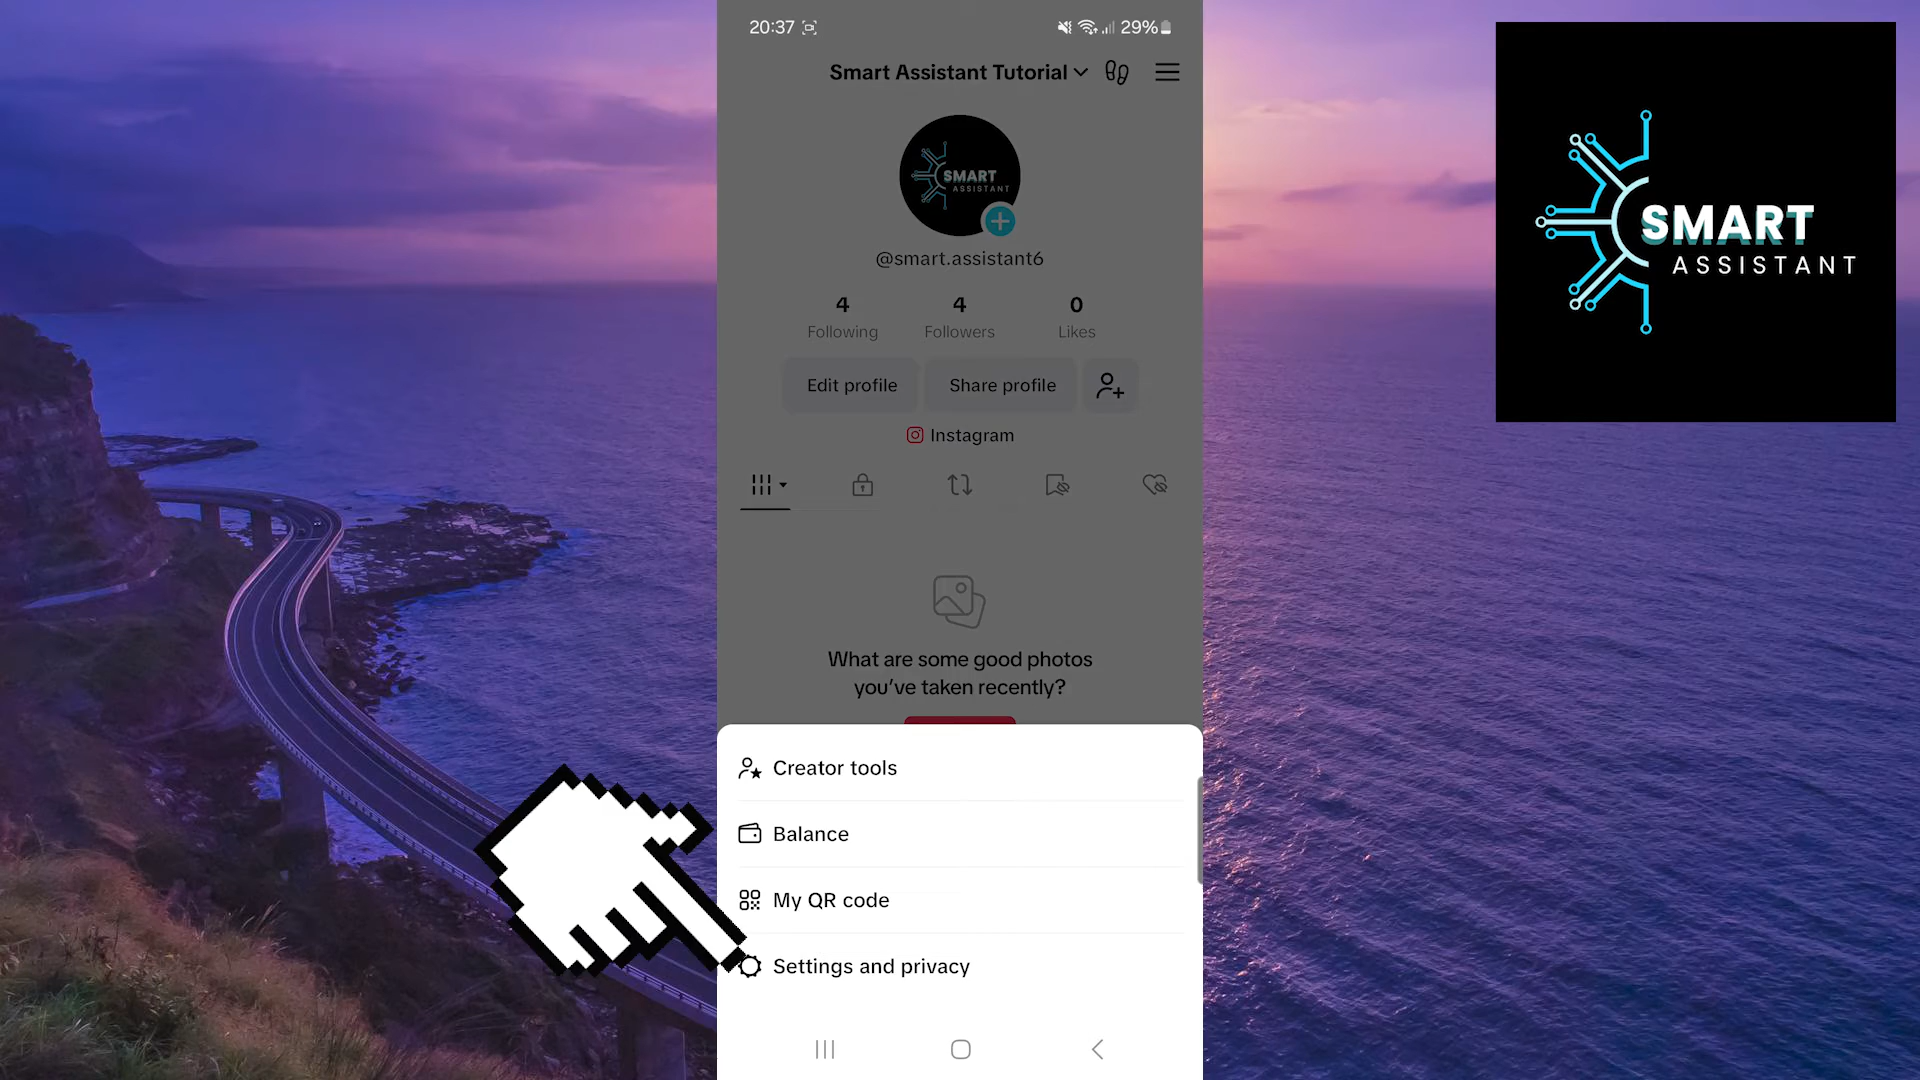 20:37
29%
Smart Assistant Tutorial
SMART
ASSISTANT
@smart.assistant6
4
Following
4
Followers
0
Likes
Edit profile
Share profile
Instagram
What are some good photos
you've taken recently?
Creator tools
Balance
My QR code
Settings and privacy
SMART
ASSISTANT